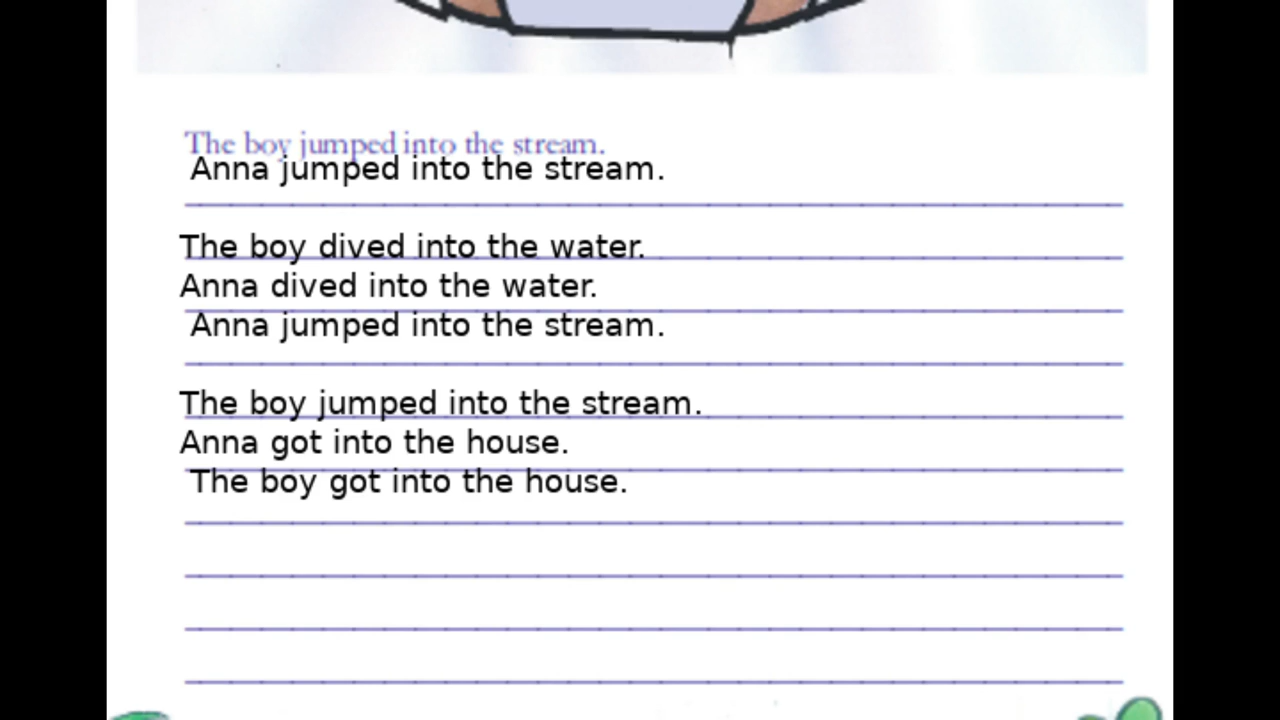 The boy jumped into the stream.
Anna jumped into the stream.
The boy dived into the water.
Anna dived into the water.
Anna jumped into the stream.
The boy jumped into the stream.
Anna got into the house.
The boy got into the house.